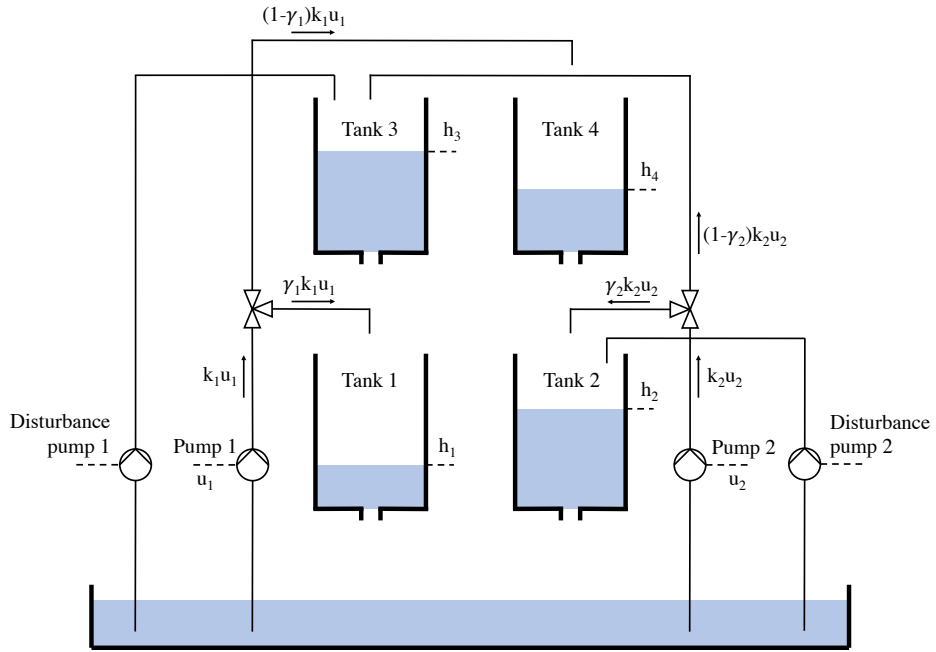 (1-γ₁)k₁u₁
Tank 3
h₃
Tank 4
h₄
(1-γ₂)k₂u₂
γ₁k₁u₁
γ₂k₂u₂
k₁u₁
Tank 1
Tank 2
h₂
k₂u₂
Disturbance
pump 1
Pump 1
u₁
h₁
Pump 2
u₂
Disturbance
pump 2